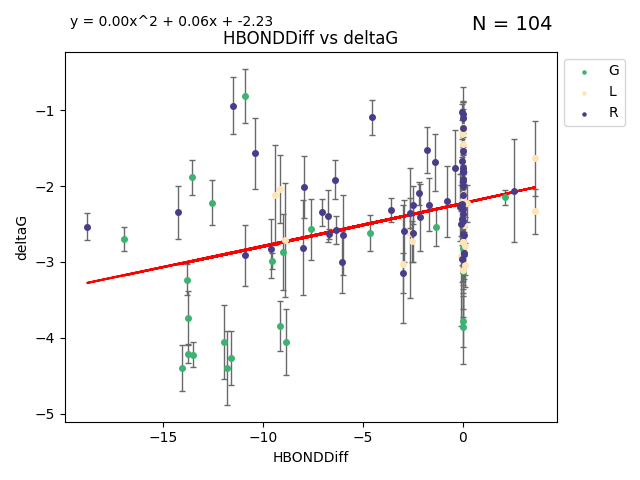 y = 0.00x^2 + 0.06x + -2.23
N = 104
HBONDDiff vs deltaG
G
L
R
deltaG
−1
−2
−3
−4
−5
−15
−10
−5
0
HBONDDiff